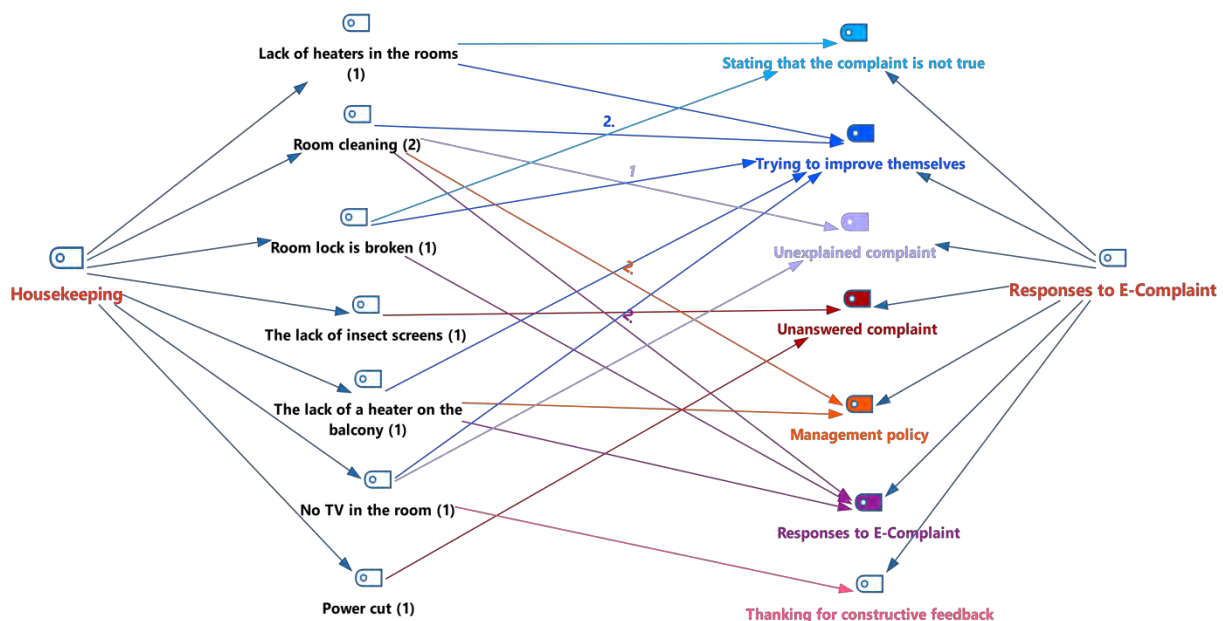 Lack of heaters in the rooms
(1)
Stating that the complaint is not true
2.
Room cleaning (2)
Trying to improve themselves
1
Room lock is broken (1)
Unexplained complaint
2.
Housekeeping
Responses to E-Complaint
2.
The lack of insect screens (1)
Unanswered complaint
The lack of a heater on the
balcony (1)
Management policy
No TV in the room (1)
Responses to E-Complaint
Power cut (1)
Thanking for constructive feedback